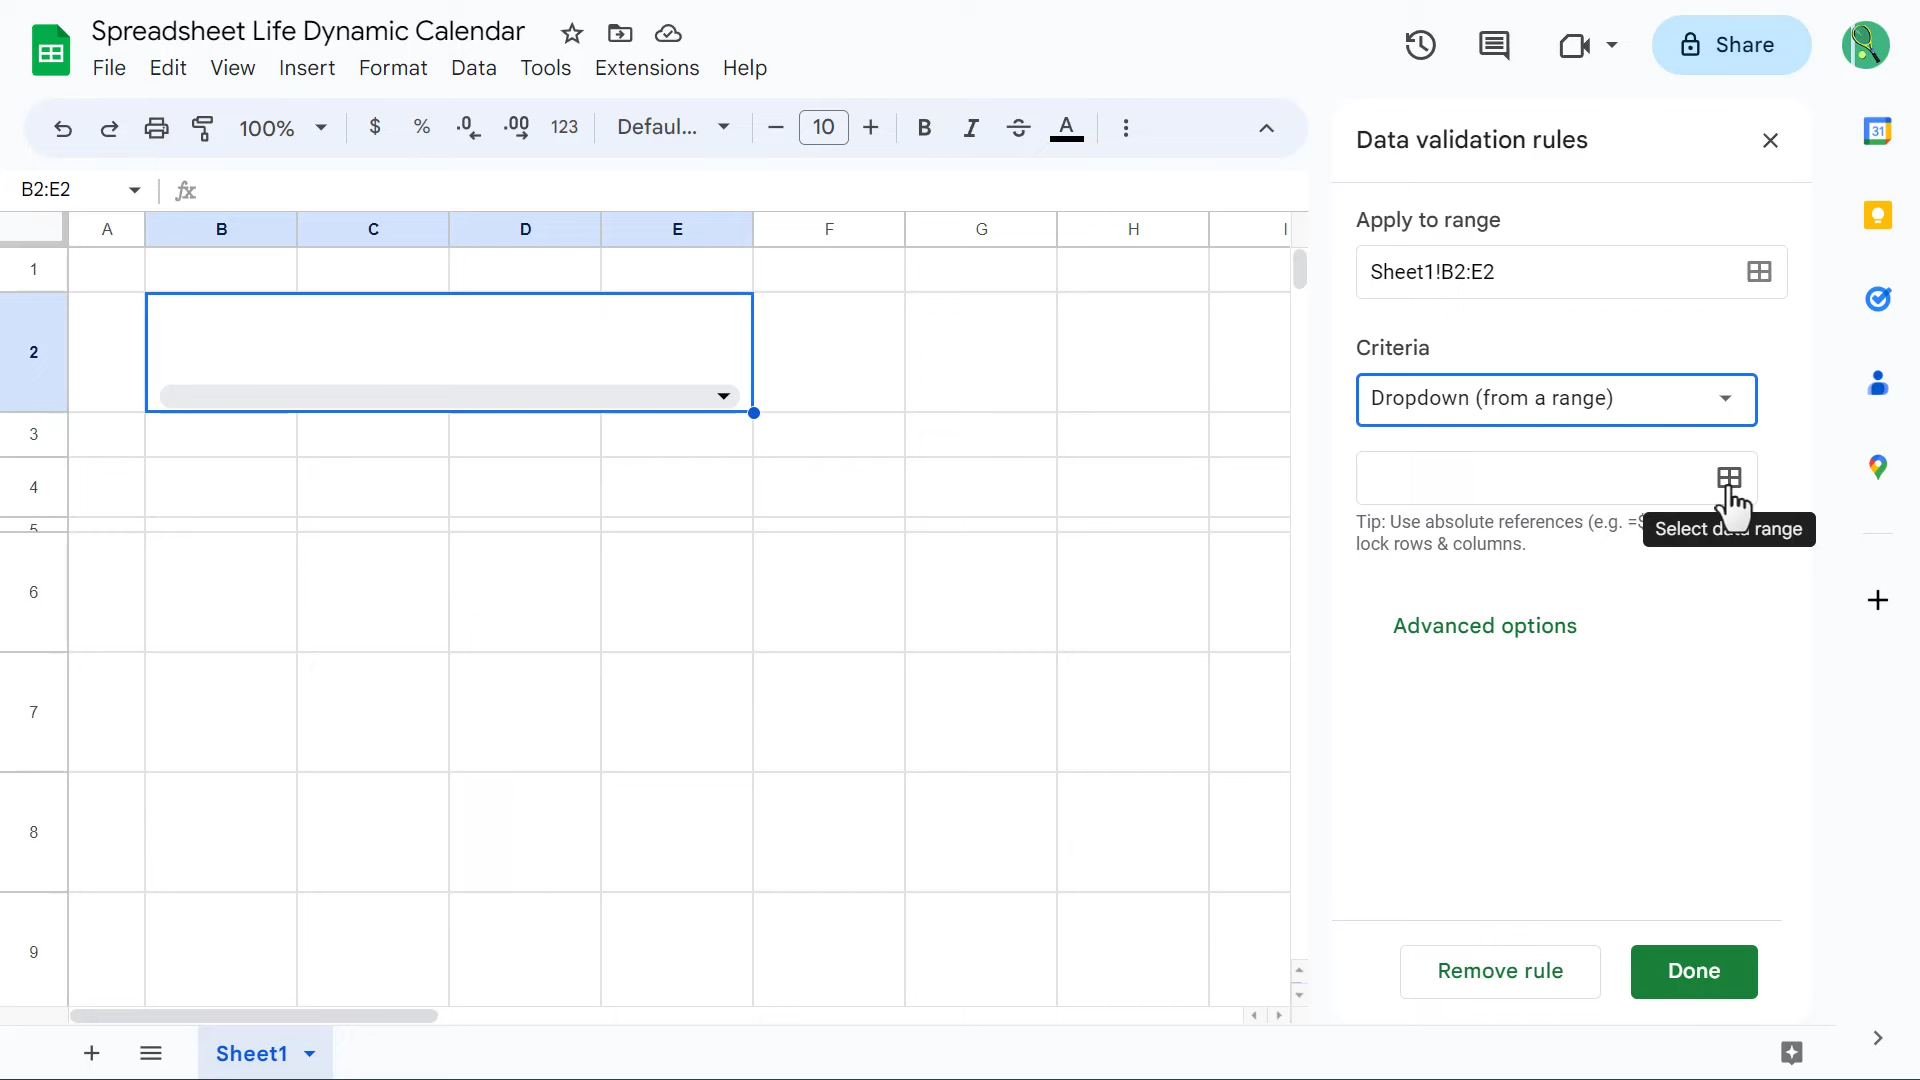 Spreadsheet Life Dynamic Calendar
File Edit View Insert Format Data Tools Extensions Help
Share
100% $ % .0 .00 123 Defaul... 10 B I S A
B2:E2 fx
Data validation rules
A B C D E F G H I
1
2
3
4
5
6
7
8
9
Apply to range
Sheet1!B2:E2
Criteria
Dropdown (from a range)
Tip: Use absolute references (e.g. =$
lock rows & columns.
Select data range
Advanced options
Remove rule
Done
31
Sheet1